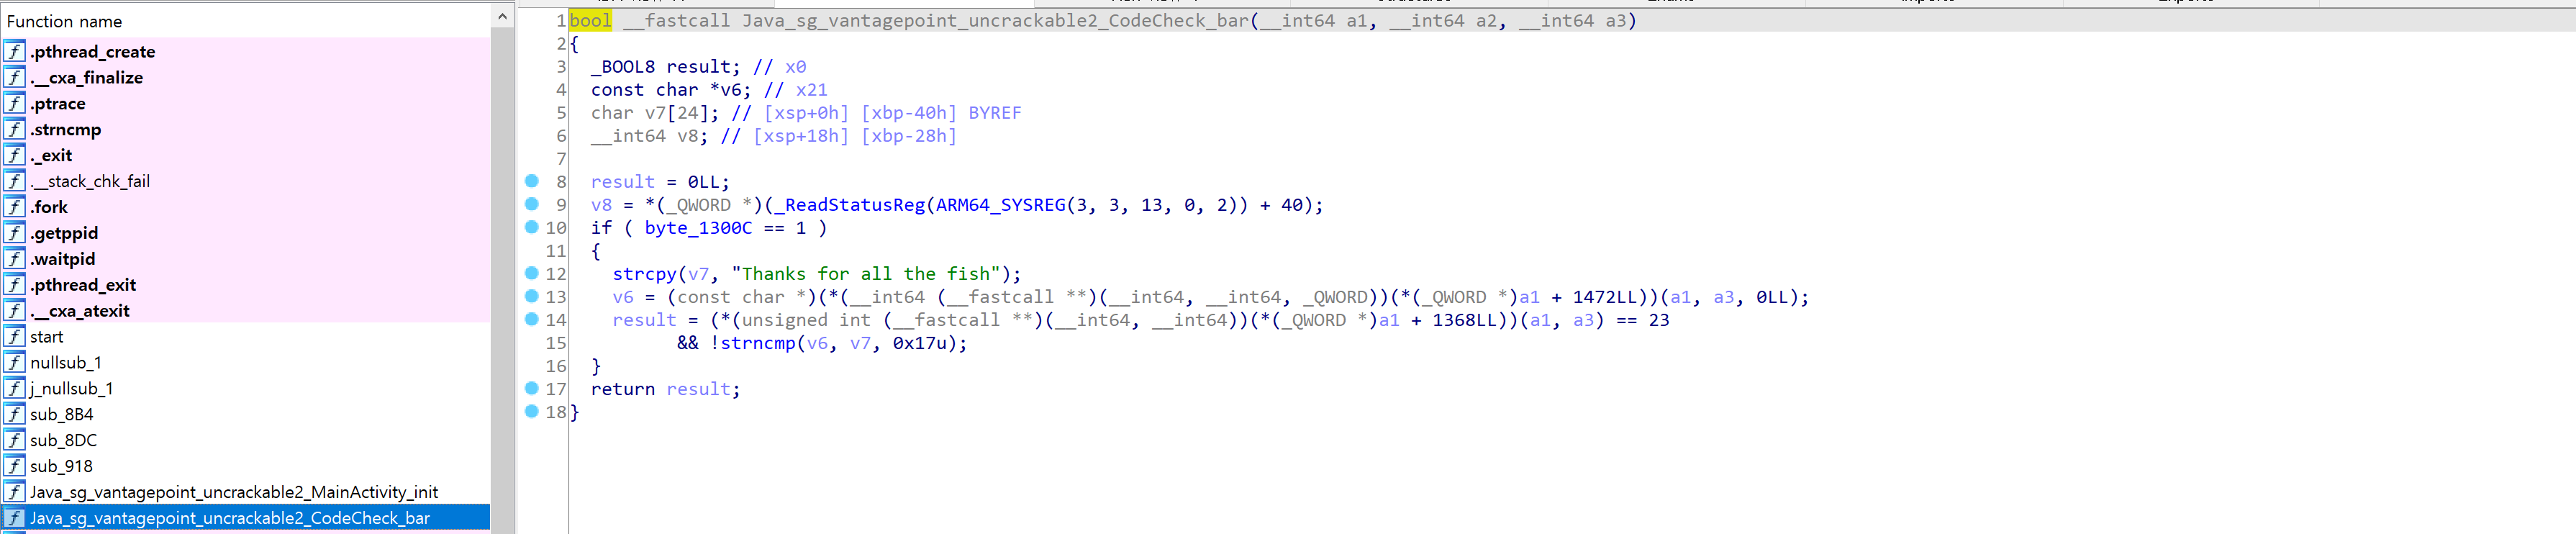 Function name
.pthread_create
.__cxa_finalize
.ptrace
.strncmp
._exit
.__stack_chk_fail
.fork
.getppid
.waitpid
.pthread_exit
.__cxa_atexit
start
nullsub_1
j_nullsub_1
sub_8B4
sub_8DC
sub_918
Java_sg_vantagepoint_uncrackable2_MainActivity_init
Java_sg_vantagepoint_uncrackable2_CodeCheck_bar
1 bool __fastcall Java_sg_vantagepoint_uncrackable2_CodeCheck_bar(__int64 a1, __int64 a2, __int64 a3)
2 {
3   _BOOL8 result; // x0
4   const char *v6; // x21
5   char v7[24]; // [xsp+0h] [xbp-40h] BYREF
6   __int64 v8; // [xsp+18h] [xbp-28h]
7
8   result = 0LL;
9   v8 = *(_QWORD *)(_ReadStatusReg(ARM64_SYSREG(3, 3, 13, 0, 2)) + 40);
10   if ( byte_1300C == 1 )
11   {
12     strcpy(v7, "Thanks for all the fish");
13     v6 = (const char *)(*(__int64 (__fastcall **)(__int64, __int64, _QWORD))(*(_QWORD *)a1 + 1472LL))(a1, a3, 0LL);
14     result = (*(unsigned int (__fastcall **)(__int64, __int64))(*(_QWORD *)a1 + 1368LL))(a1, a3) == 23
15           && !strncmp(v6, v7, 0x17u);
16   }
17   return result;
18 }